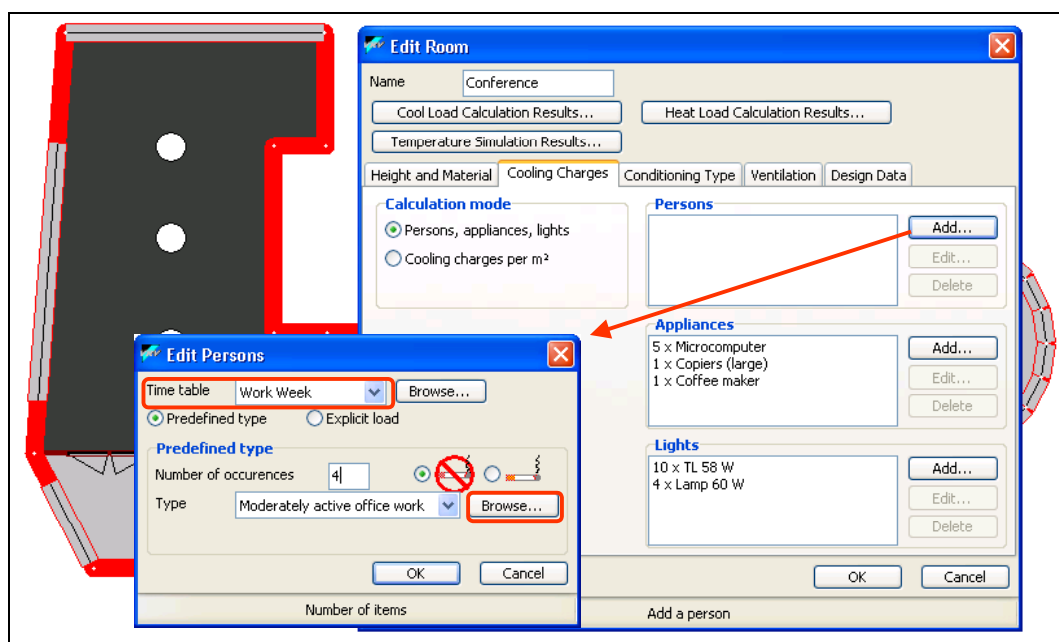 Edit Room
Name Conference
Cool Load Calculation Results... Heat Load Calculation Results...
Temperature Simulation Results...
Height and Material Cooling Charges Conditioning Type Ventilation Design Data
Calculation mode
Persons, appliances, lights
Cooling charges per m²
Persons
Add...
Edit...
Delete
Appliances
5 x Microcomputer
1 x Copiers (large)
1 x Coffee maker
Add...
Edit...
Delete
Lights
10 x TL 58 W
4 x Lamp 60 W
Add...
Edit...
Delete
OK Cancel
Add a person
Edit Persons
Time table Work Week Browse...
Predefined type Explicit load
Predefined type
Number of occurences 4
Type Moderately active office work Browse...
OK Cancel
Number of items